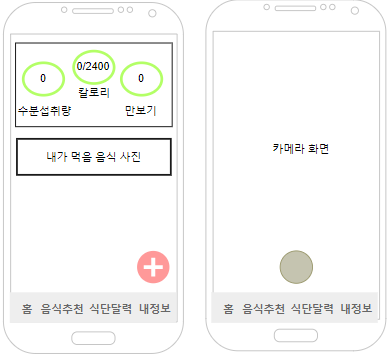 0
0/2400
0
수분섭취량
칼로리
만보기
내가 먹음 음식 사진
홈 음식추천 식단달력 내정보
카메라 화면
홈 음식추천 식단달력 내정보